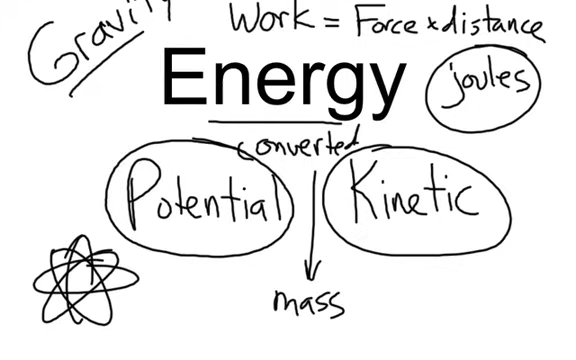 Gravity
Work = Force x distance
Energy
joules
converted
Potential
Kinetic
mass